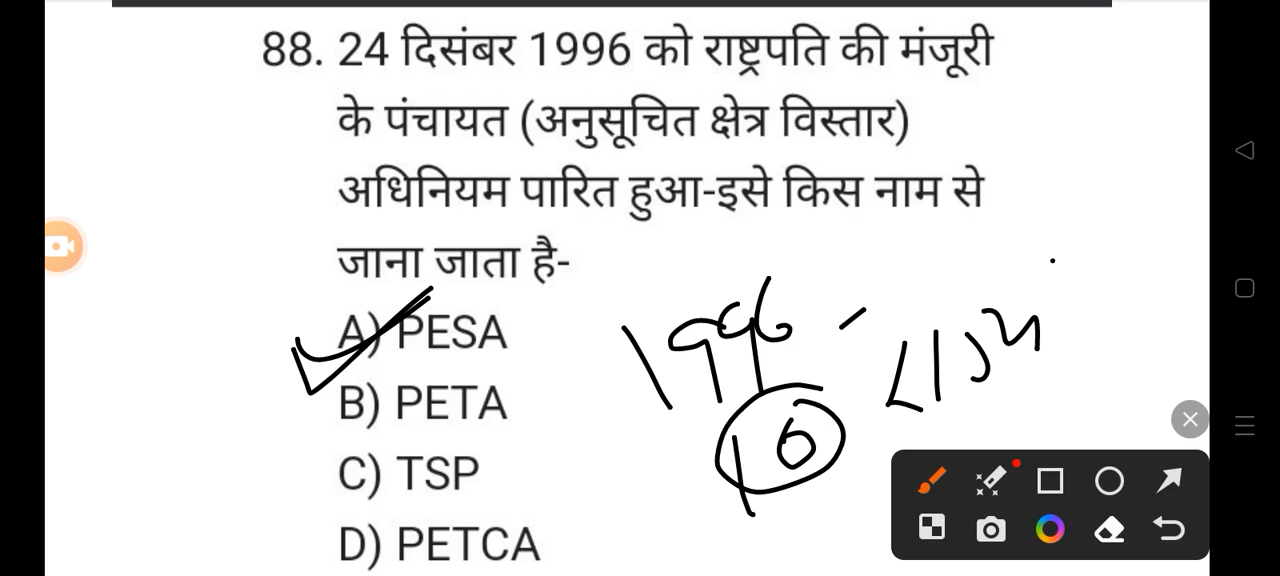 88. 24 दिसंबर 1996 को राष्ट्रपति की मंजूरी
के पंचायत (अनुसूचित क्षेत्र विस्तार)
अधिनियम पारित हुआ-इसे किस नाम से
जाना जाता है-
A) PESA
B) PETA
C) TSP
D) PETCA
1996 -
10